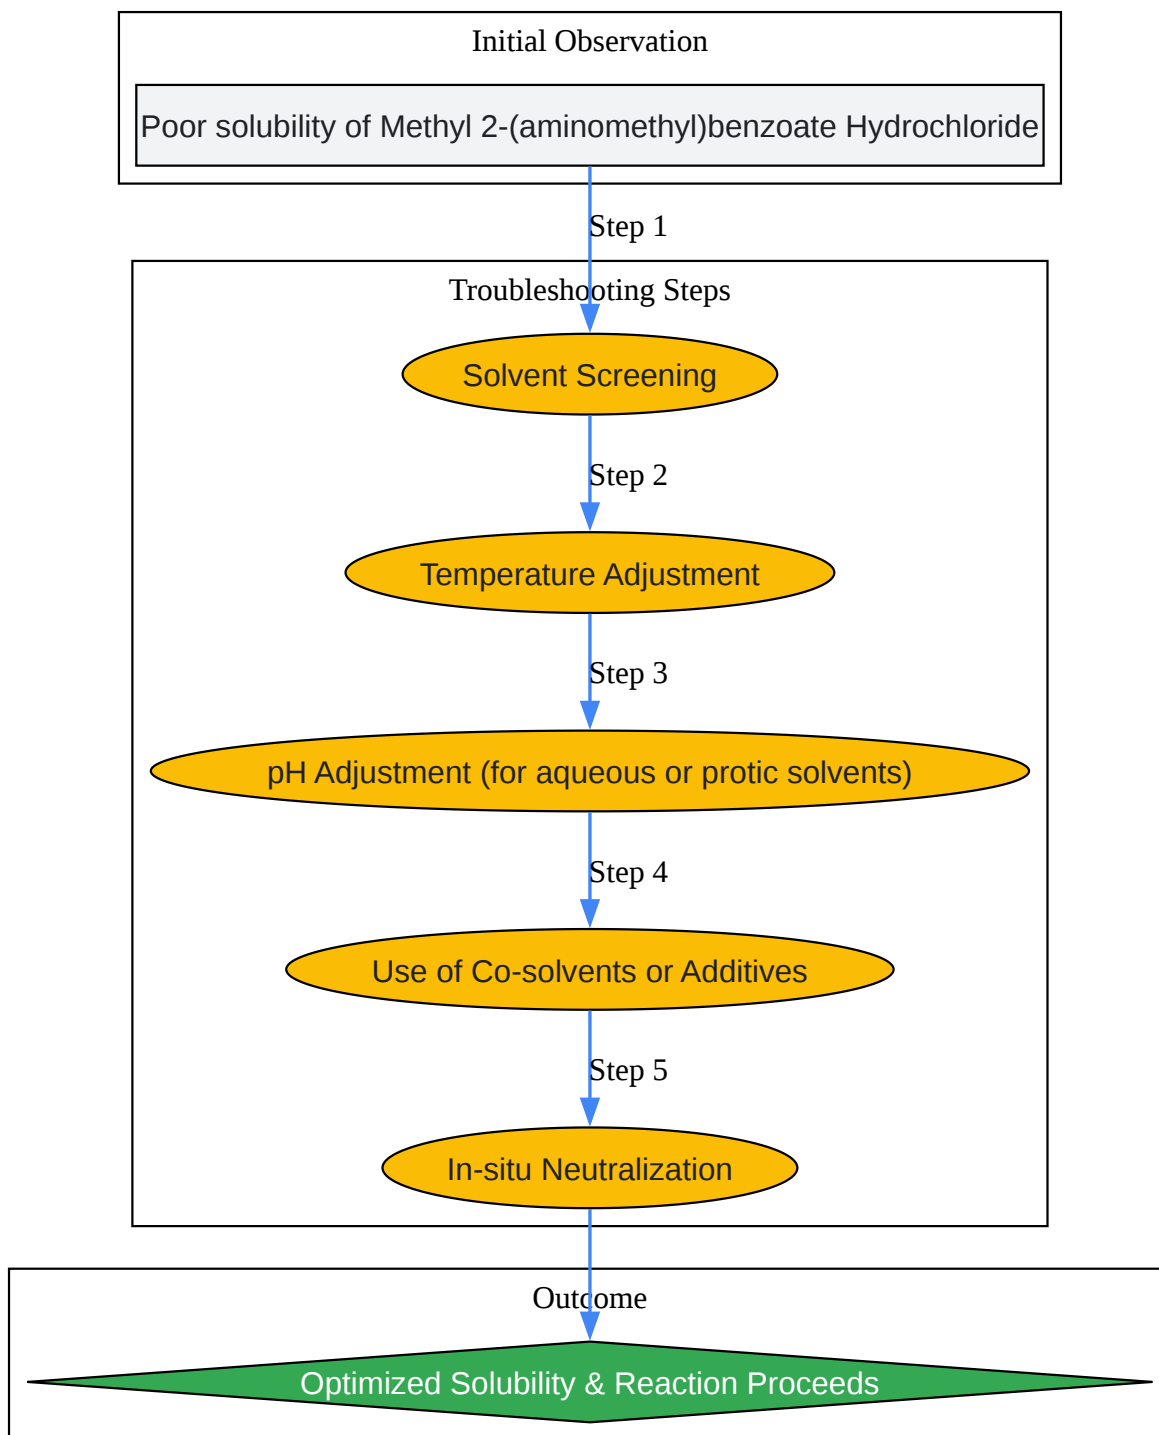 Initial Observation
Poor solubility of Methyl 2-(aminomethyl)benzoate Hydrochloride
Step 1
Troubleshooting Steps
Solvent Screening
Step 2
Temperature Adjustment
Step 3
pH Adjustment (for aqueous or protic solvents)
Step 4
Use of Co-solvents or Additives
Step 5
In-situ Neutralization
Outcome
Optimized Solubility & Reaction Proceeds